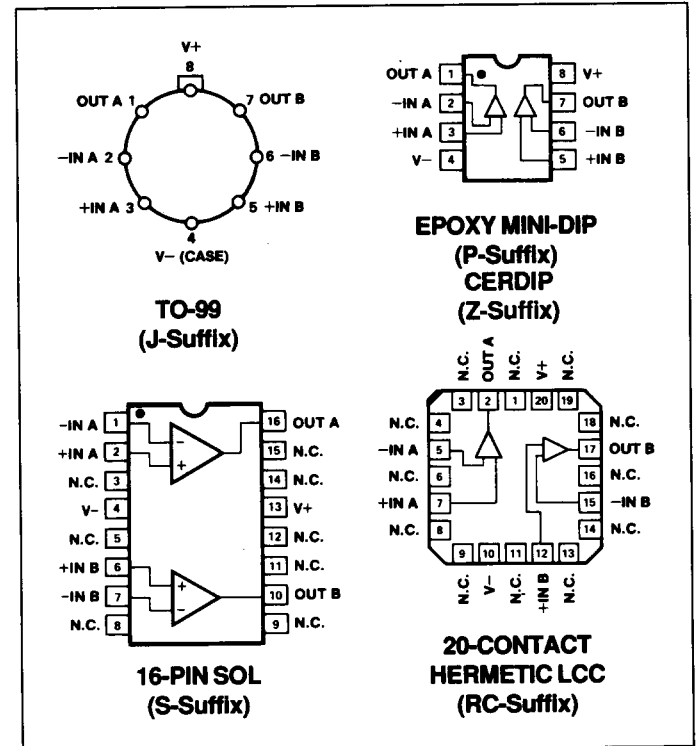 V+
8
OUT A 1
7 OUT B
-IN A 2
6 -IN B
+IN A 3
5 +IN B
4
V- (CASE)
TO-99
(J-Suffix)
OUT A 1
8 V+
-IN A 2
7 OUT B
+IN A 3
6 -IN B
V- 4
5 +IN B
EPOXY MINI-DIP
(P-Suffix)
CERDIP
(Z-Suffix)
-IN A 1
16 OUT A
+IN A 2
15 N.C.
N.C. 3
14 N.C.
V- 4
13 V+
N.C. 5
12 N.C.
+IN B 6
11 N.C.
-IN B 7
10 OUT B
N.C. 8
9 N.C.
-
+
+
-
16-PIN SOL
(S-Suffix)
N.C. OUT A N.C. V+ N.C.
3 2 1 20 19
N.C. 4
18 N.C.
-IN A 5
17 OUT B
N.C. 6
16 N.C.
+IN A 7
15 -IN B
N.C. 8
14 N.C.
9 10 11 12 13
N.C. V- N.C. +IN B N.C.
20-CONTACT
HERMETIC LCC
(RC-Suffix)